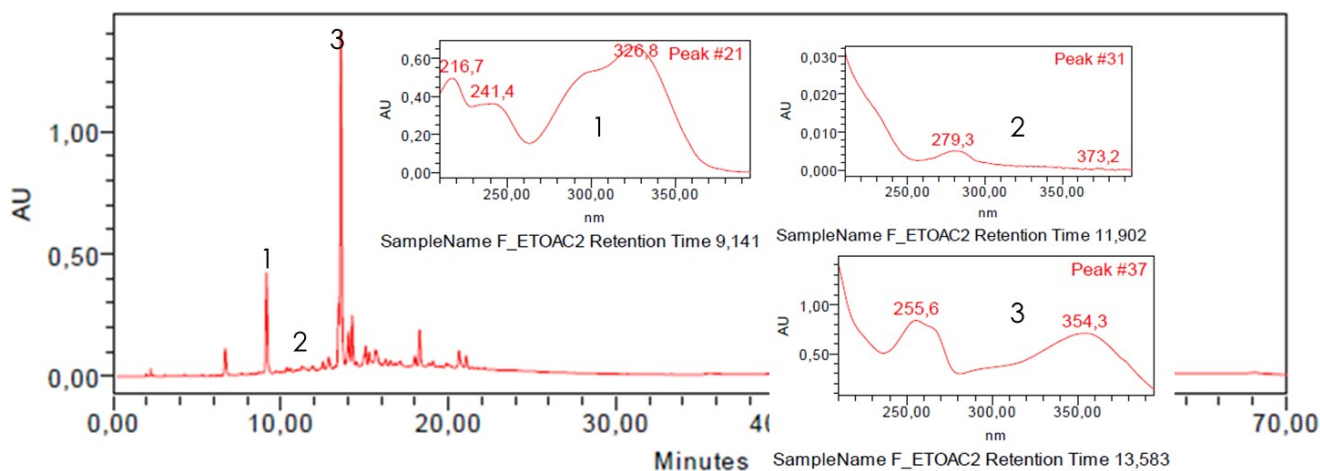 3
1
2
AU
1,00
0,50
0,00
0,00
10,00
20,00
30,00
70,00
Minutes
Peak #21
216,7
241,4
326,8
1
AU
0,60
0,40
0,20
0,00
250,00
300,00
350,00
nm
SampleName F_ETOAC2 Retention Time 9,141
Peak #31
279,3
373,2
2
AU
0,030
0,020
0,010
0,000
250,00
300,00
350,00
nm
SampleName F_ETOAC2 Retention Time 11,902
Peak #37
255,6
354,3
3
AU
1,00
0,50
250,00
300,00
350,00
nm
SampleName F_ETOAC2 Retention Time 13,583